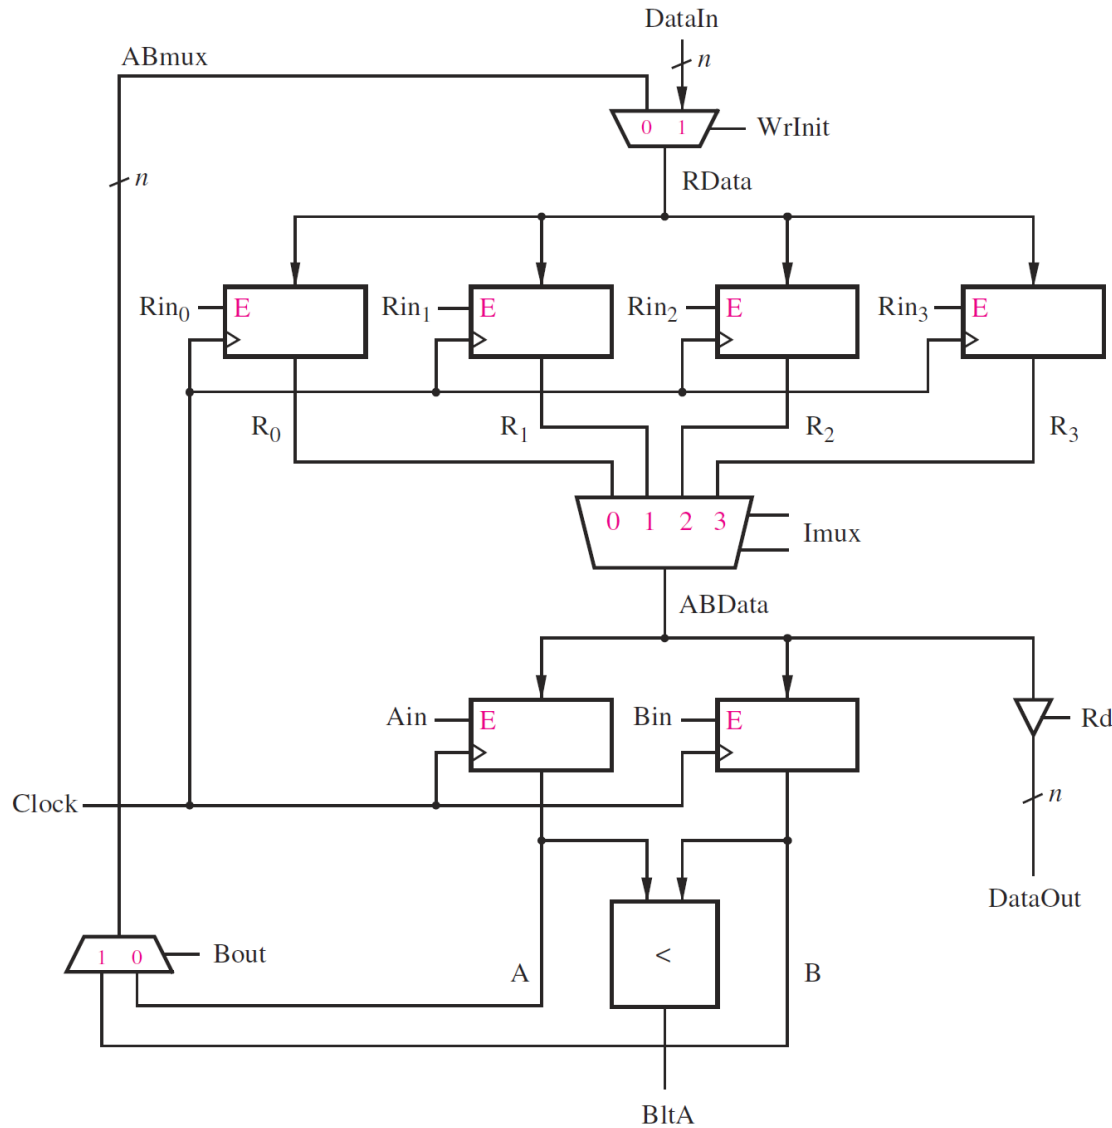 DataIn
ABmux
n
0 1
WrInit
n
RData
Rin0 E
Rin1 E
Rin2 E
Rin3 E
R0
R1
R2
R3
0 1 2 3
Imux
ABData
Ain E
Bin E
Rd
Clock
n
DataOut
1 0
Bout
A
<
B
BltA